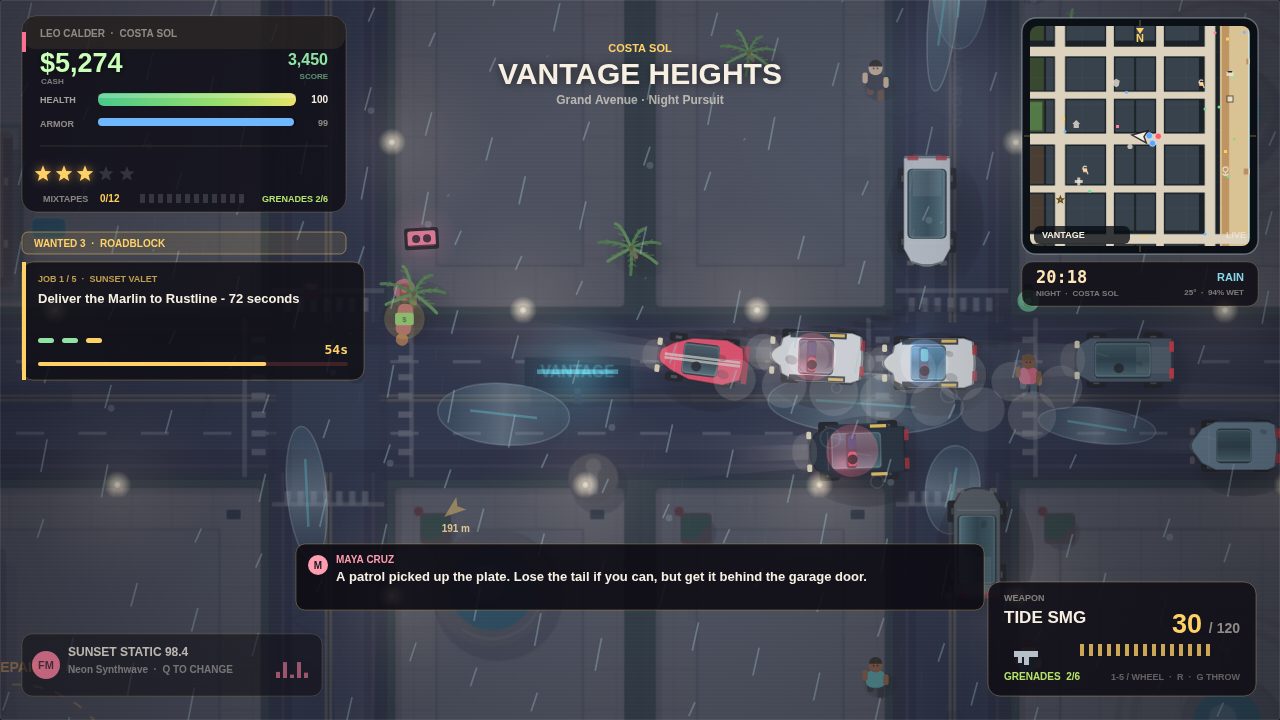 LEO CALDER · COSTA SOL
$5,274
CASH
3,450
SCORE
HEALTH 100
ARMOR 99
MIXTAPES 0/12 GRENADES 2/6
WANTED 3 · ROADBLOCK
JOB 1 / 5 · SUNSET VALET
Deliver the Marlin to Rustline - 72 seconds
54s
COSTA SOL
VANTAGE HEIGHTS
Grand Avenue · Night Pursuit
N
VANTAGE LIVE
20:18 RAIN
NIGHT · COSTA SOL 25° · 94% WET
$
VANTAGE
191 m
M
MAYA CRUZ
A patrol picked up the plate. Lose the tail if you can, but get it behind the garage door.
FM
SUNSET STATIC 98.4
Neon Synthwave · Q TO CHANGE
WEAPON
TIDE SMG
30 / 120
GRENADES 2/6
1-5 / WHEEL · R · G THROW